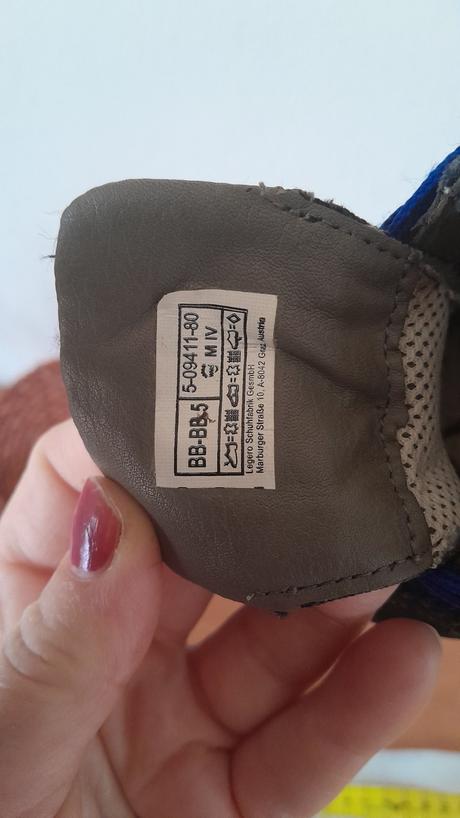 BB-BB-5
5-09411-80
M IV
Legero Schuhfabrik GesmbH
Marburger Straße 10, A-8042 Graz Austria